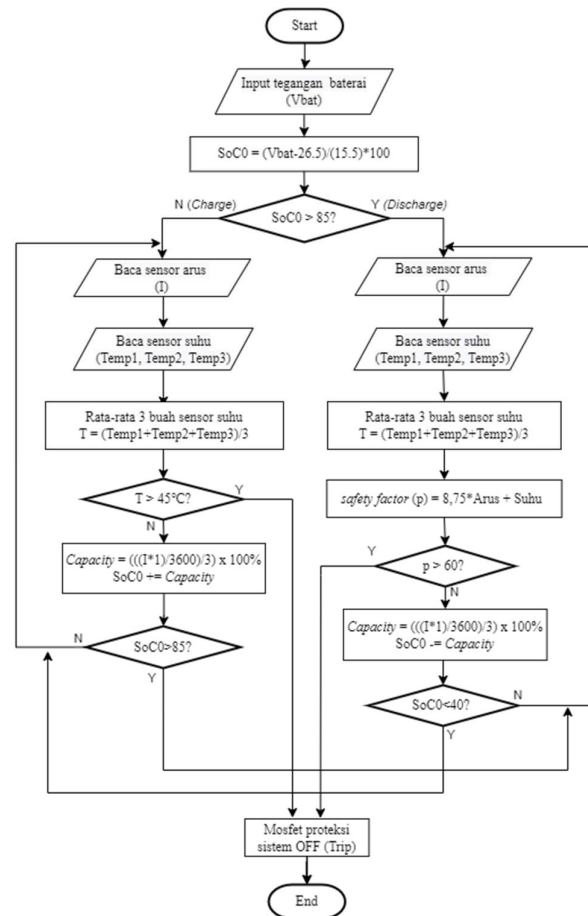 Start
Input tegangan baterai
(Vbat)
SoC0 = (Vbat-26.5)/(15.5)*100
N (Charge)
Y (Discharge)
SoC0 > 85?
Baca sensor arus
(I)
Baca sensor suhu
(Temp1, Temp2, Temp3)
Rata-rata 3 buah sensor suhu
T = (Temp1+Temp2+Temp3)/3
T > 45°C?
Y
N
Capacity = (((I*1)/3600)/3) x 100%
SoC0 += Capacity
N
SoC0>85?
Y
Baca sensor arus
(I)
Baca sensor suhu
(Temp1, Temp2, Temp3)
Rata-rata 3 buah sensor suhu
T = (Temp1+Temp2+Temp3)/3
safety factor (p) = 8,75*Arus + Suhu
Y
p > 60?
N
Capacity = (((I*1)/3600)/3) x 100%
SoC0 -= Capacity
SoC0<40?
N
Y
Mosfet proteksi
sistem OFF (Trip)
End